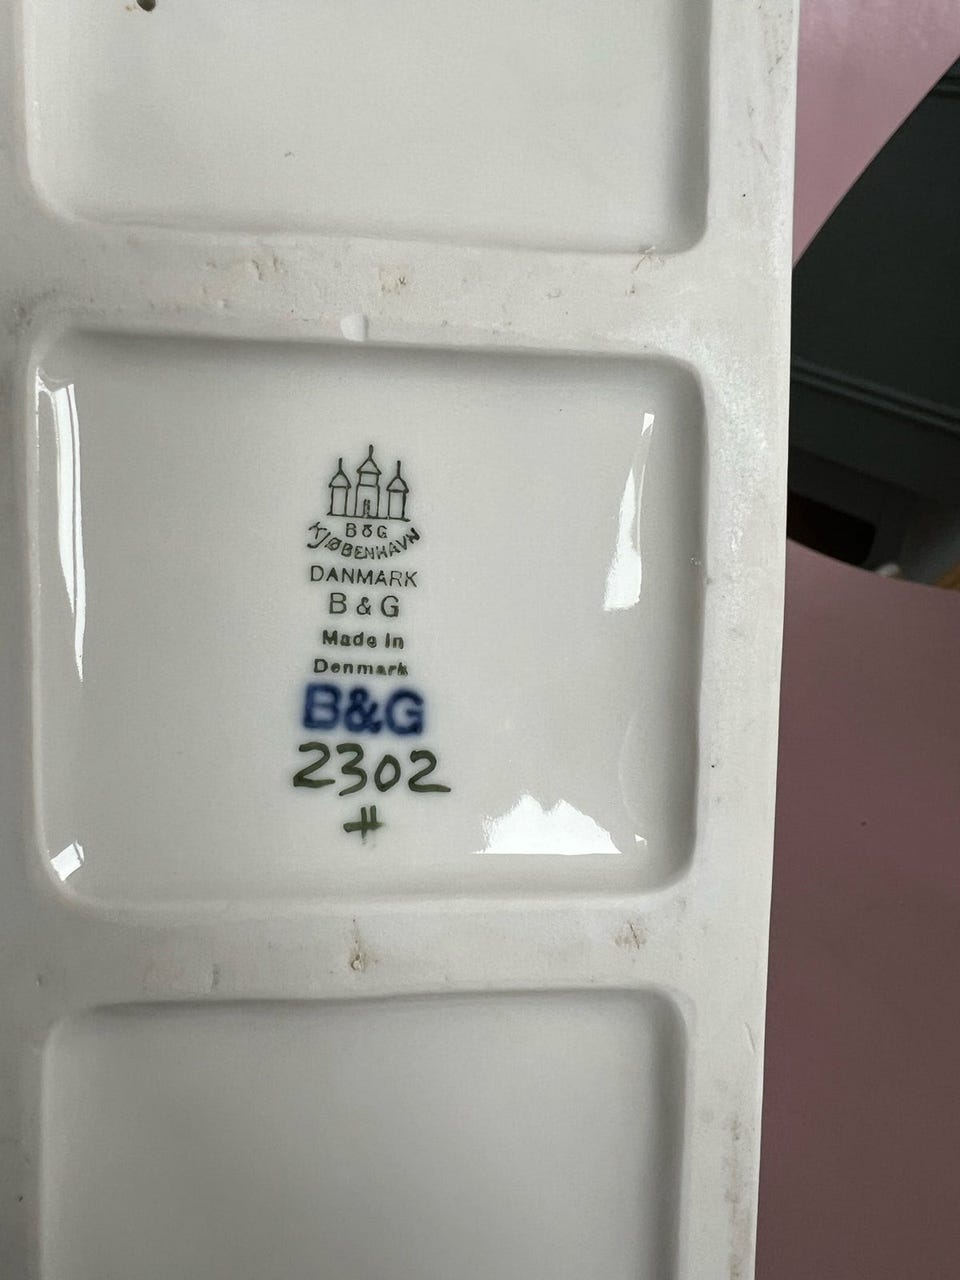 B&G
KJØBENHAVN
DANMARK
B & G
Made in
Denmark
B&G
2302